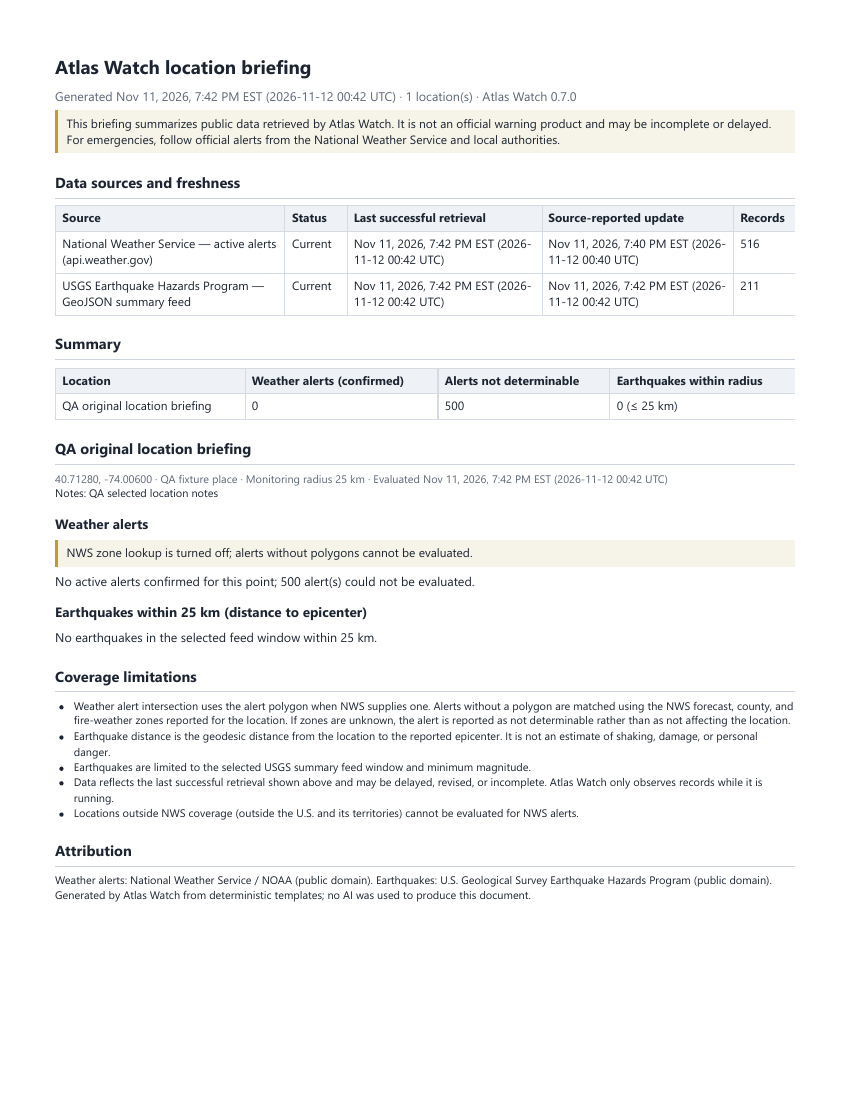 Atlas Watch location briefing
Generated Nov 11, 2026, 7:42 PM EST (2026-11-12 00:42 UTC) · 1 location(s) · Atlas Watch 0.7.0
This briefing summarizes public data retrieved by Atlas Watch. It is not an official warning product and may be incomplete or delayed.
For emergencies, follow official alerts from the National Weather Service and local authorities.
Data sources and freshness
Source Status Last successful retrieval Source-reported update Records
National Weather Service — active alerts Current Nov 11, 2026, 7:42 PM EST (2026- Nov 11, 2026, 7:40 PM EST (2026- 516
(api.weather.gov) 11-12 00:42 UTC) 11-12 00:40 UTC)
USGS Earthquake Hazards Program — Current Nov 11, 2026, 7:42 PM EST (2026- Nov 11, 2026, 7:42 PM EST (2026- 211
GeoJSON summary feed 11-12 00:42 UTC) 11-12 00:42 UTC)
Summary
Location Weather alerts (confirmed) Alerts not determinable Earthquakes within radius
QA original location briefing 0 500 0 (≤ 25 km)
QA original location briefing
40.71280, -74.00600 · QA fixture place · Monitoring radius 25 km · Evaluated Nov 11, 2026, 7:42 PM EST (2026-11-12 00:42 UTC)
Notes: QA selected location notes
Weather alerts
NWS zone lookup is turned off; alerts without polygons cannot be evaluated.
No active alerts confirmed for this point; 500 alert(s) could not be evaluated.
Earthquakes within 25 km (distance to epicenter)
No earthquakes in the selected feed window within 25 km.
Coverage limitations
• Weather alert intersection uses the alert polygon when NWS supplies one. Alerts without a polygon are matched using the NWS forecast, county, and
fire-weather zones reported for the location. If zones are unknown, the alert is reported as not determinable rather than as not affecting the location.
• Earthquake distance is the geodesic distance from the location to the reported epicenter. It is not an estimate of shaking, damage, or personal
danger.
• Earthquakes are limited to the selected USGS summary feed window and minimum magnitude.
• Data reflects the last successful retrieval shown above and may be delayed, revised, or incomplete. Atlas Watch only observes records while it is
running.
• Locations outside NWS coverage (outside the U.S. and its territories) cannot be evaluated for NWS alerts.
Attribution
Weather alerts: National Weather Service / NOAA (public domain). Earthquakes: U.S. Geological Survey Earthquake Hazards Program (public domain).
Generated by Atlas Watch from deterministic templates; no AI was used to produce this document.